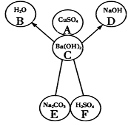 H₂O
B
CuSO₄
A
NaOH
D
Ba(OH)₂
C
Na₂CO₃
E
H₂SO₄
F